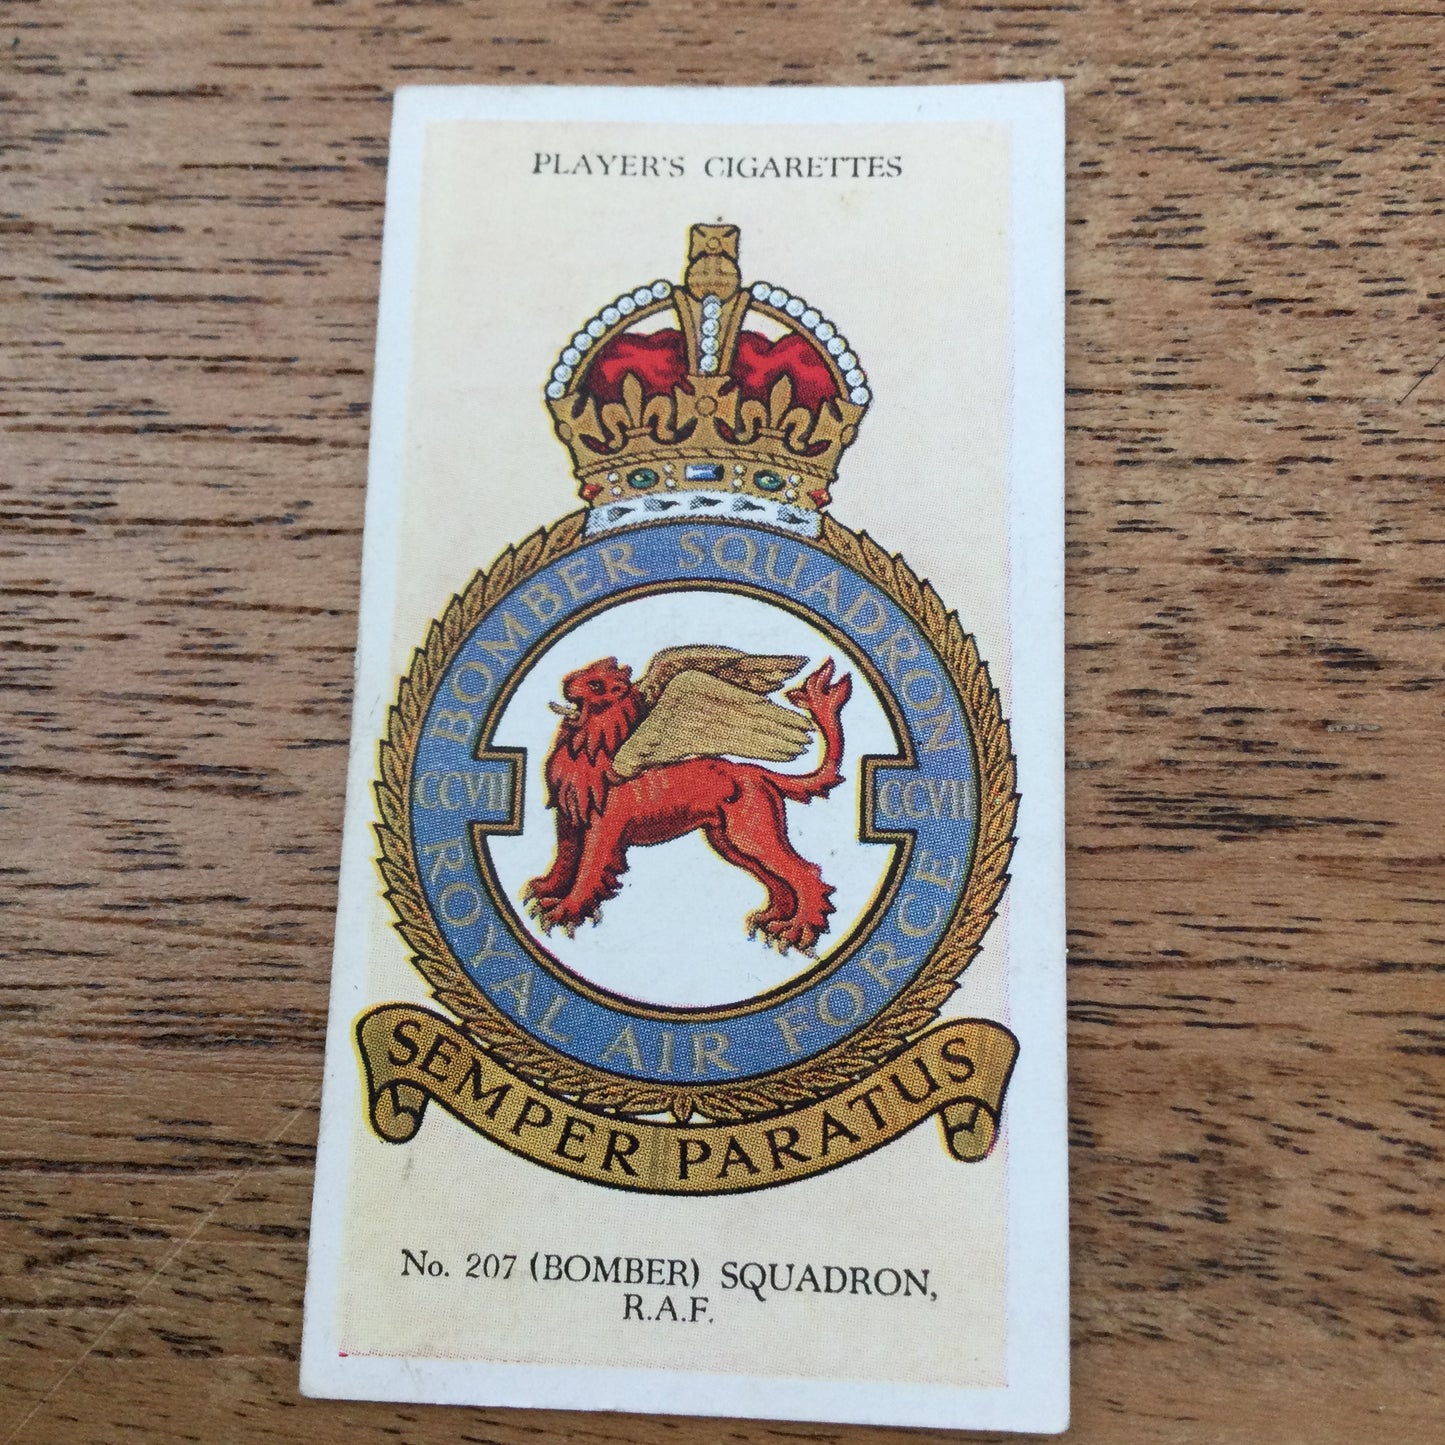 PLAYER'S CIGARETTES
BOMBER SQUADRON
CCVII CCVII
ROYAL AIR FORCE
SEMPER PARATUS
No. 207 (BOMBER) SQUADRON,
R.A.F.